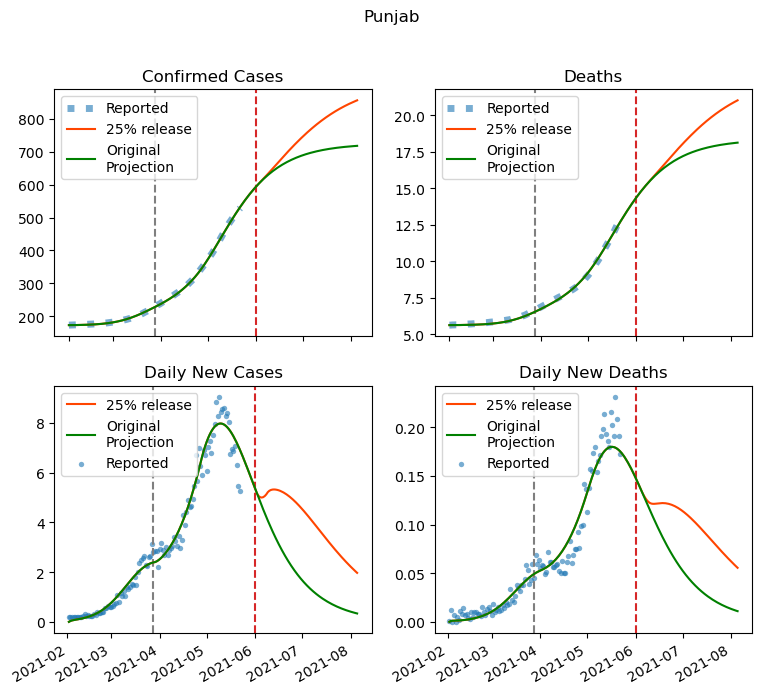 Punjab
Confirmed Cases
Reported
25% release
Original
Projection
800
700
600
500
400
300
200
Deaths
Reported
25% release
Original
Projection
20.0
17.5
15.0
12.5
10.0
7.5
5.0
Daily New Cases
25% release
Original
Projection
Reported
8
6
4
2
0
2021-02
2021-03
2021-04
2021-05
2021-06
2021-07
2021-08
Daily New Deaths
25% release
Original
Projection
Reported
0.20
0.15
0.10
0.05
0.00
2021-02
2021-03
2021-04
2021-05
2021-06
2021-07
2021-08